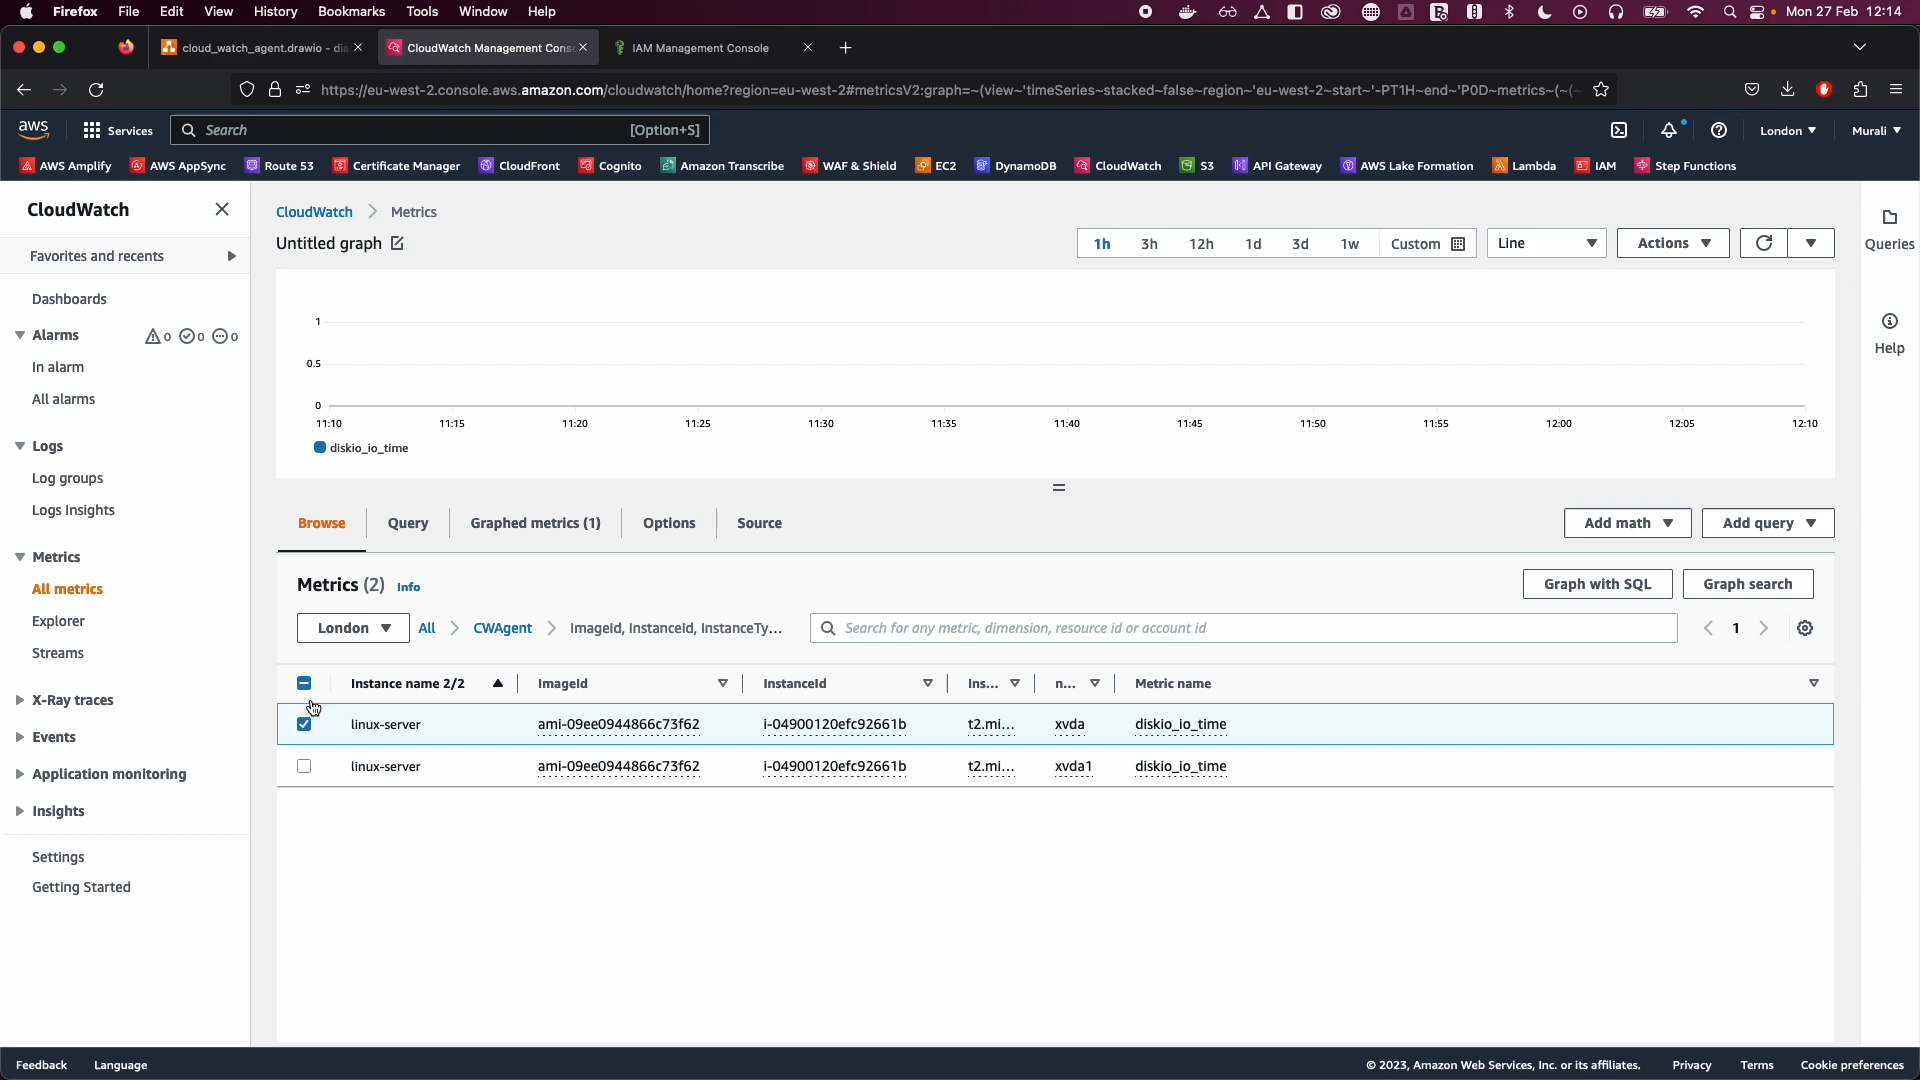 Firefox File Edit View History Bookmarks Tools Window Help Mon 27 Feb 12:14
cloud_watch_agent.drawio - dia CloudWatch Management Cons IAM Management Console
https://eu-west-2.console.aws.amazon.com/cloudwatch/home?region=eu-west-2#metricsV2:graph=~(view~'timeSeries~stacked~false~region~'eu-west-2~start~'-PT1H~end~'P0D~metrics~(~(~
aws Services Search [Option+S] London Murali
AWS Amplify AWS AppSync Route 53 Certificate Manager CloudFront Cognito Amazon Transcribe WAF & Shield EC2 DynamoDB CloudWatch S3 API Gateway AWS Lake Formation Lambda IAM Step Functions
CloudWatch
Favorites and recents
Dashboards
Alarms 0 0 0
In alarm
All alarms
Logs
Log groups
Logs Insights
Metrics
All metrics
Explorer
Streams
X-Ray traces
Events
Application monitoring
Insights
Settings
Getting Started
CloudWatch Metrics
Untitled graph
1h 3h 12h 1d 3d 1w Custom Line Actions
1
0.5
0
11:10 11:15 11:20 11:25 11:30 11:35 11:40 11:45 11:50 11:55 12:00 12:05 12:10
diskio_io_time
Browse Query Graphed metrics (1) Options Source Add math Add query
Metrics (2) Info Graph with SQL Graph search
London All CWAgent ImageId, InstanceId, InstanceTy... Search for any metric, dimension, resource id or account id 1
Instance name 2/2 ImageId InstanceId Ins... n... Metric name
linux-server ami-09ee0944866c73f62 i-04900120efc92661b t2.mi... xvda diskio_io_time
linux-server ami-09ee0944866c73f62 i-04900120efc92661b t2.mi... xvda1 diskio_io_time
Queries
Help
Feedback Language © 2023, Amazon Web Services, Inc. or its affiliates. Privacy Terms Cookie preferences